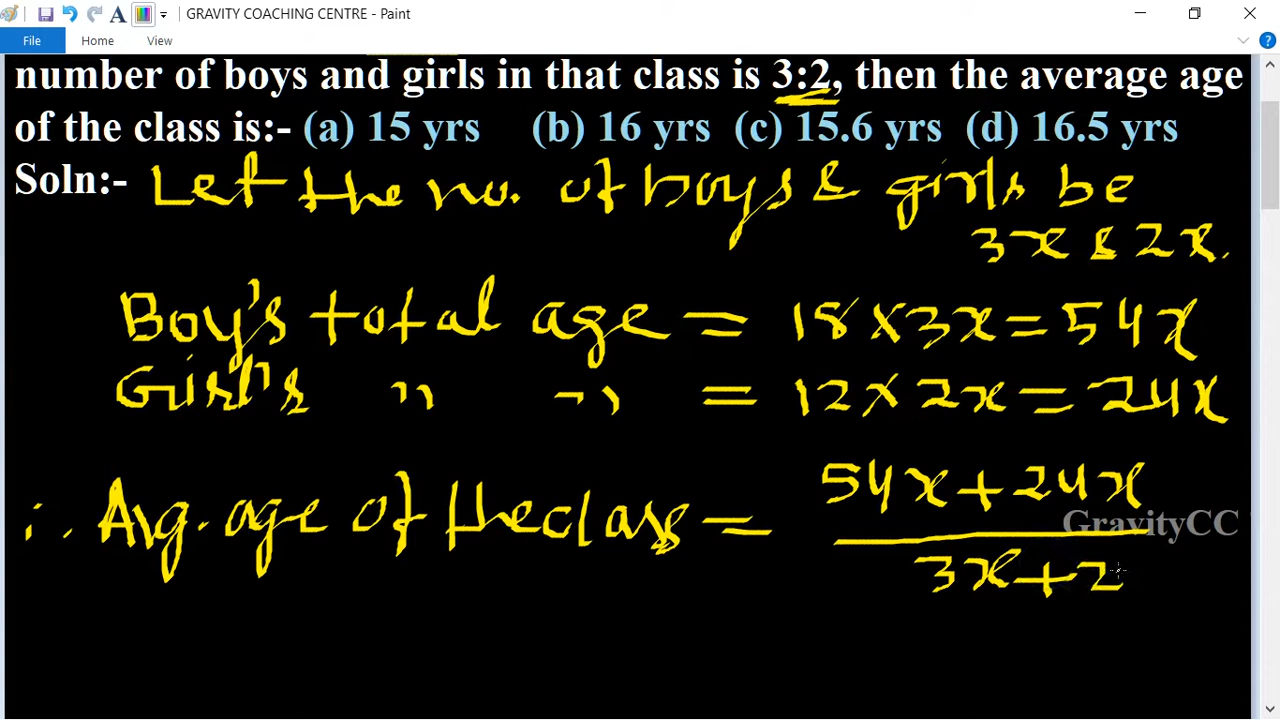 GRAVITY COACHING CENTRE - Paint
File Home View
number of boys and girls in that class is 3:2, then the average age
of the class is:- (a) 15 yrs (b) 16 yrs (c) 15.6 yrs (d) 16.5 yrs
Soln:- Let the no. of boys & girls be
3x & 2x.
Boy's total age = 18×3x = 54x
Girl's " " = 12×2x = 24x
∴ Avg. age of the class = 54x+24x
GravityCC
3x+2